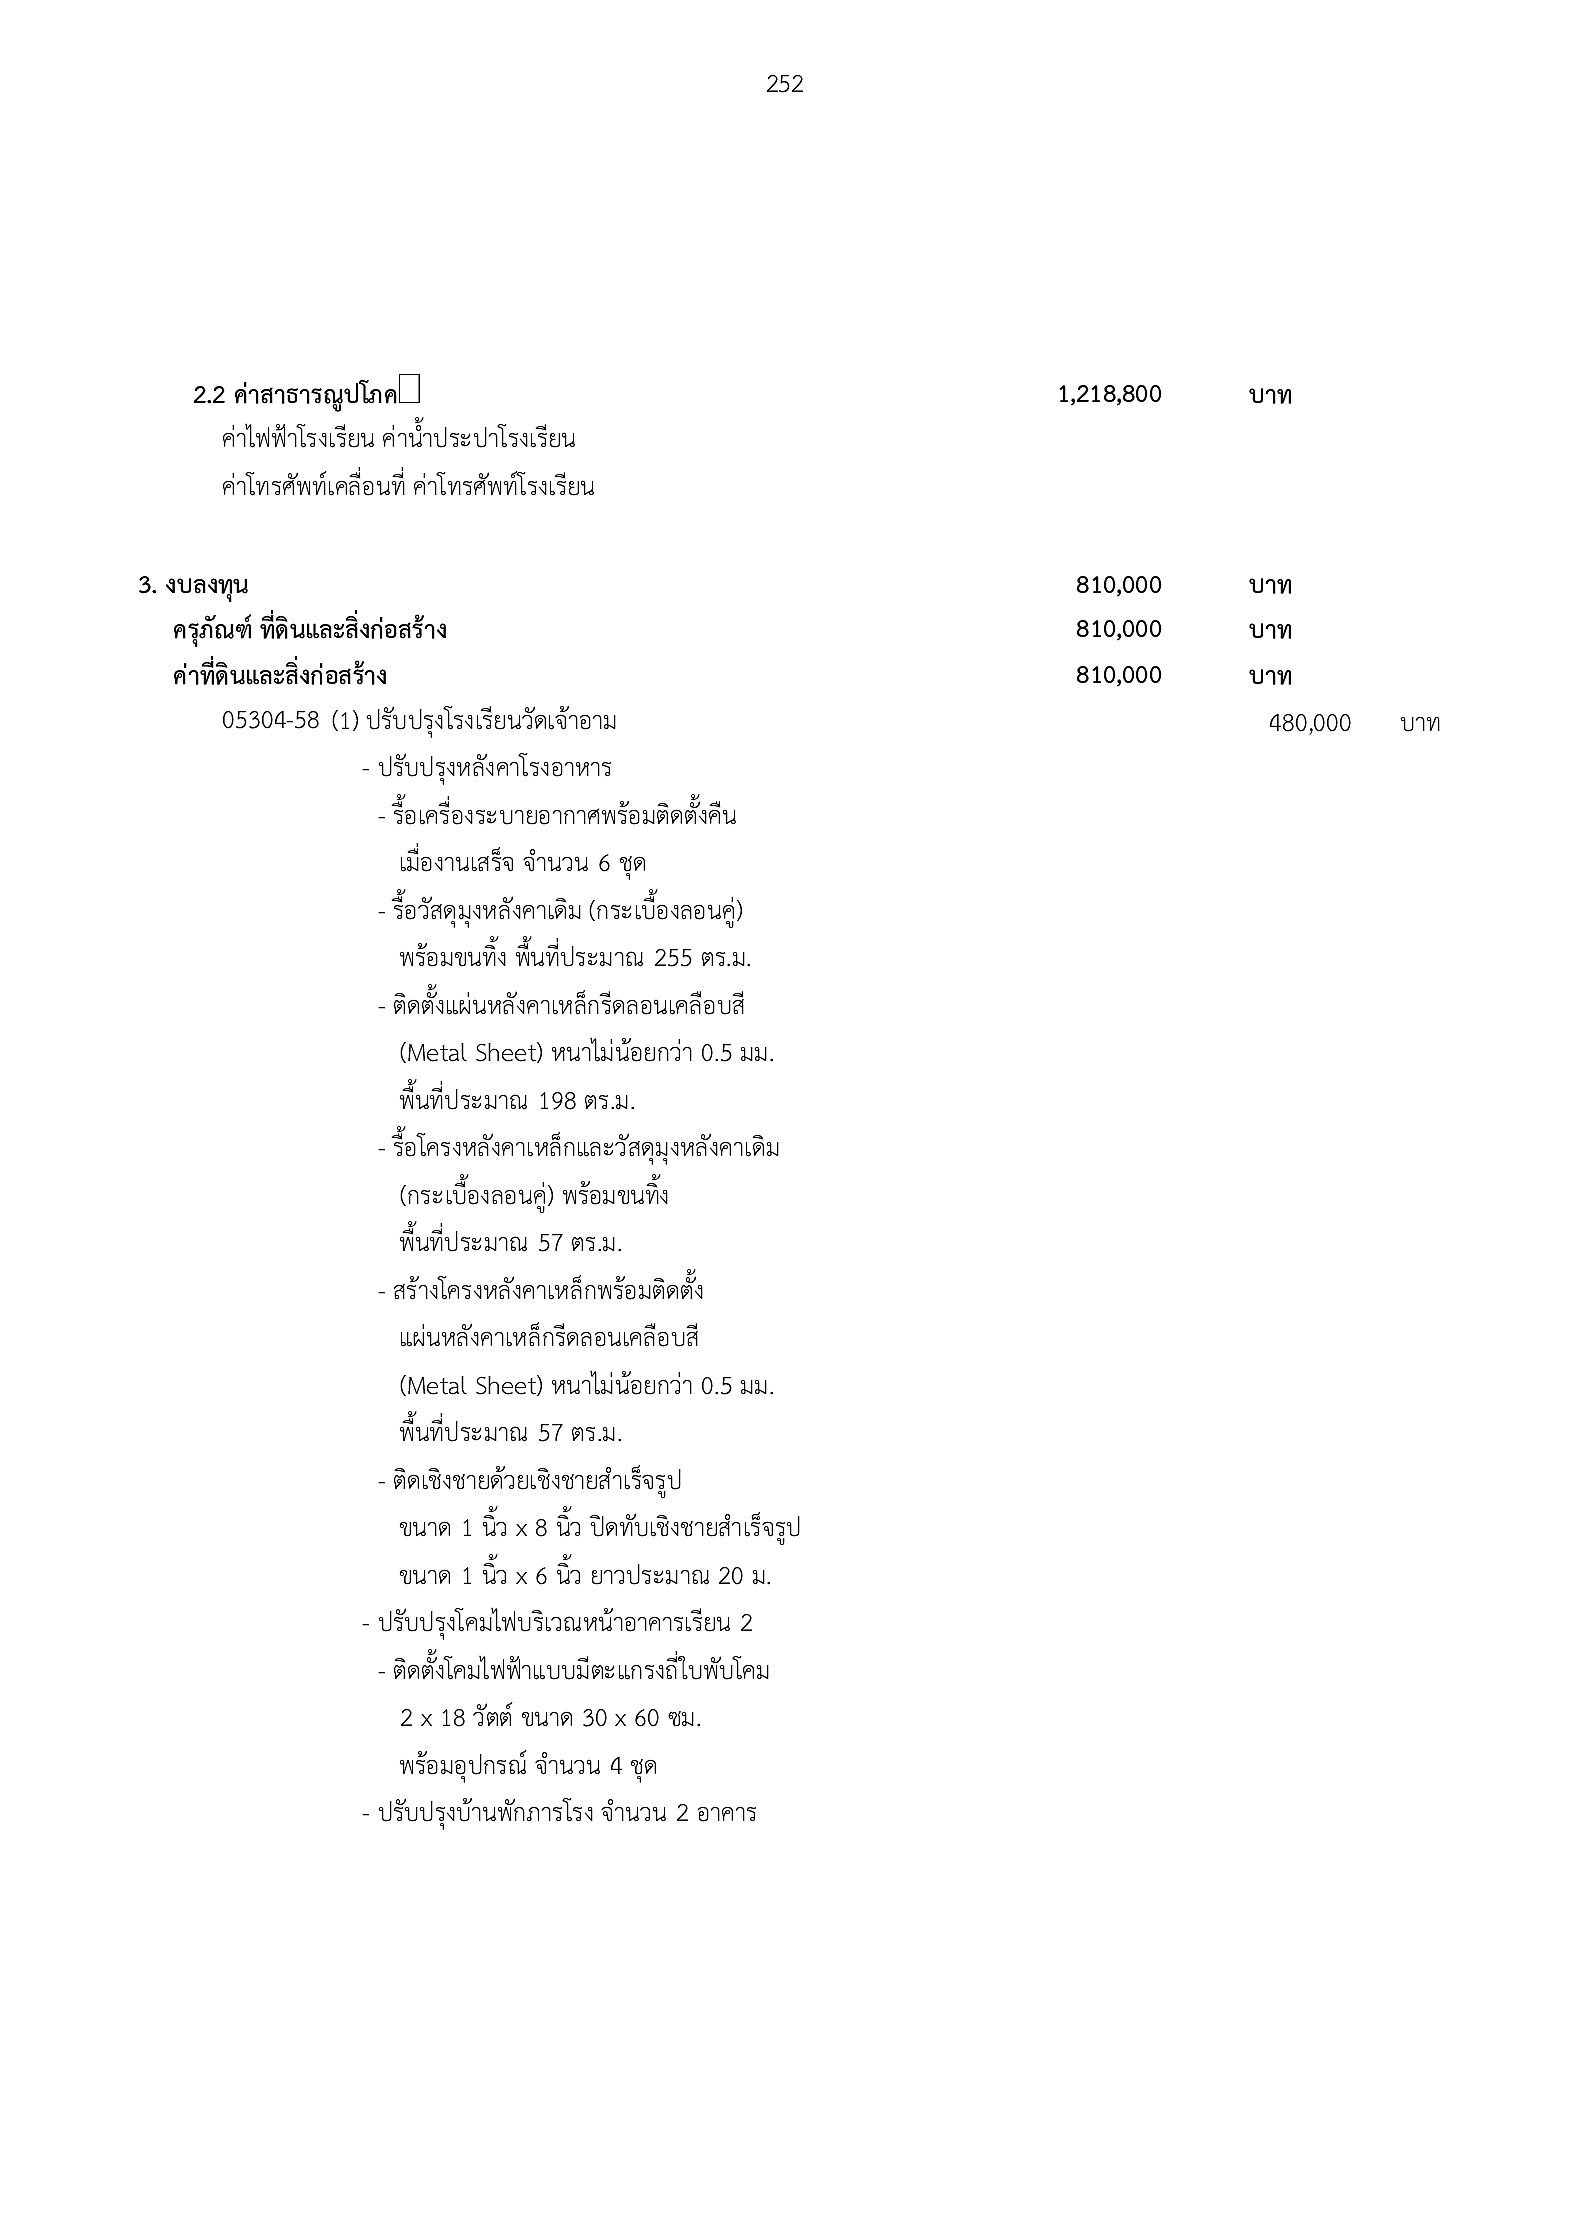 252
2.2 ค่าสาธารณูปโภค 1,218,800 บาท
ค่าไฟฟ้าโรงเรียน ค่าน้ำประปาโรงเรียน
ค่าโทรศัพท์เคลื่อนที่ ค่าโทรศัพท์โรงเรียน
3. งบลงทุน 810,000 บาท
ครุภัณฑ์ ที่ดินและสิ่งก่อสร้าง 810,000 บาท
ค่าที่ดินและสิ่งก่อสร้าง 810,000 บาท
05304-58 (1) ปรับปรุงโรงเรียนวัดเจ้าอาม 480,000 บาท
- ปรับปรุงหลังคาโรงอาหาร
- รื้อเครื่องระบายอากาศพร้อมติดตั้งคืน
เมื่องานเสร็จ จำนวน 6 ชุด
- รื้อวัสดุมุงหลังคาเดิม (กระเบื้องลอนคู่)
พร้อมขนทิ้ง พื้นที่ประมาณ 255 ตร.ม.
- ติดตั้งแผ่นหลังคาเหล็กรีดลอนเคลือบสี
(Metal Sheet) หนาไม่น้อยกว่า 0.5 มม.
พื้นที่ประมาณ 198 ตร.ม.
- รื้อโครงหลังคาเหล็กและวัสดุมุงหลังคาเดิม
(กระเบื้องลอนคู่) พร้อมขนทิ้ง
พื้นที่ประมาณ 57 ตร.ม.
- สร้างโครงหลังคาเหล็กพร้อมติดตั้ง
แผ่นหลังคาเหล็กรีดลอนเคลือบสี
(Metal Sheet) หนาไม่น้อยกว่า 0.5 มม.
พื้นที่ประมาณ 57 ตร.ม.
- ติดเชิงชายด้วยเชิงชายสำเร็จรูป
ขนาด 1 นิ้ว x 8 นิ้ว ปิดทับเชิงชายสำเร็จรูป
ขนาด 1 นิ้ว x 6 นิ้ว ยาวประมาณ 20 ม.
- ปรับปรุงโคมไฟบริเวณหน้าอาคารเรียน 2
- ติดตั้งโคมไฟฟ้าแบบมีตะแกรงถี่ใบพับโคม
2 x 18 วัตต์ ขนาด 30 x 60 ซม.
พร้อมอุปกรณ์ จำนวน 4 ชุด
- ปรับปรุงบ้านพักภารโรง จำนวน 2 อาคาร